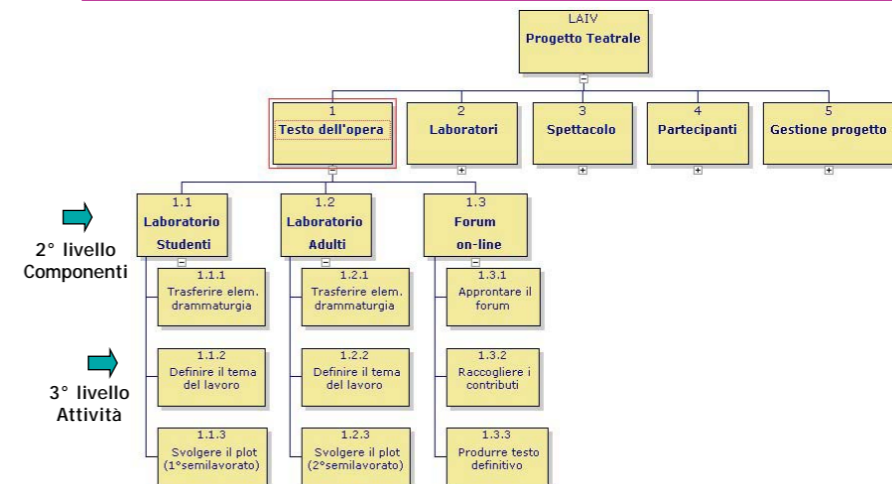 LAIV
Progetto Teatrale
1
Testo dell'opera
2
Laboratori
3
Spettacolo
4
Partecipanti
5
Gestione progetto
2° livello
Componenti
1.1
Laboratorio
Studenti
1.2
Laboratorio
Adulti
1.3
Forum
on-line
1.1.1
Trasferire elem.
drammaturgia
1.2.1
Trasferire elem.
drammaturgia
1.3.1
Approntare il
forum
3° livello
Attività
1.1.2
Definire il tema
del lavoro
1.2.2
Definire il tema
del lavoro
1.3.2
Raccogliere i
contributi
1.1.3
Svolgere il plot
(1°semilavorato)
1.2.3
Svolgere il plot
(2°semilavorato)
1.3.3
Produrre testo
definitivo